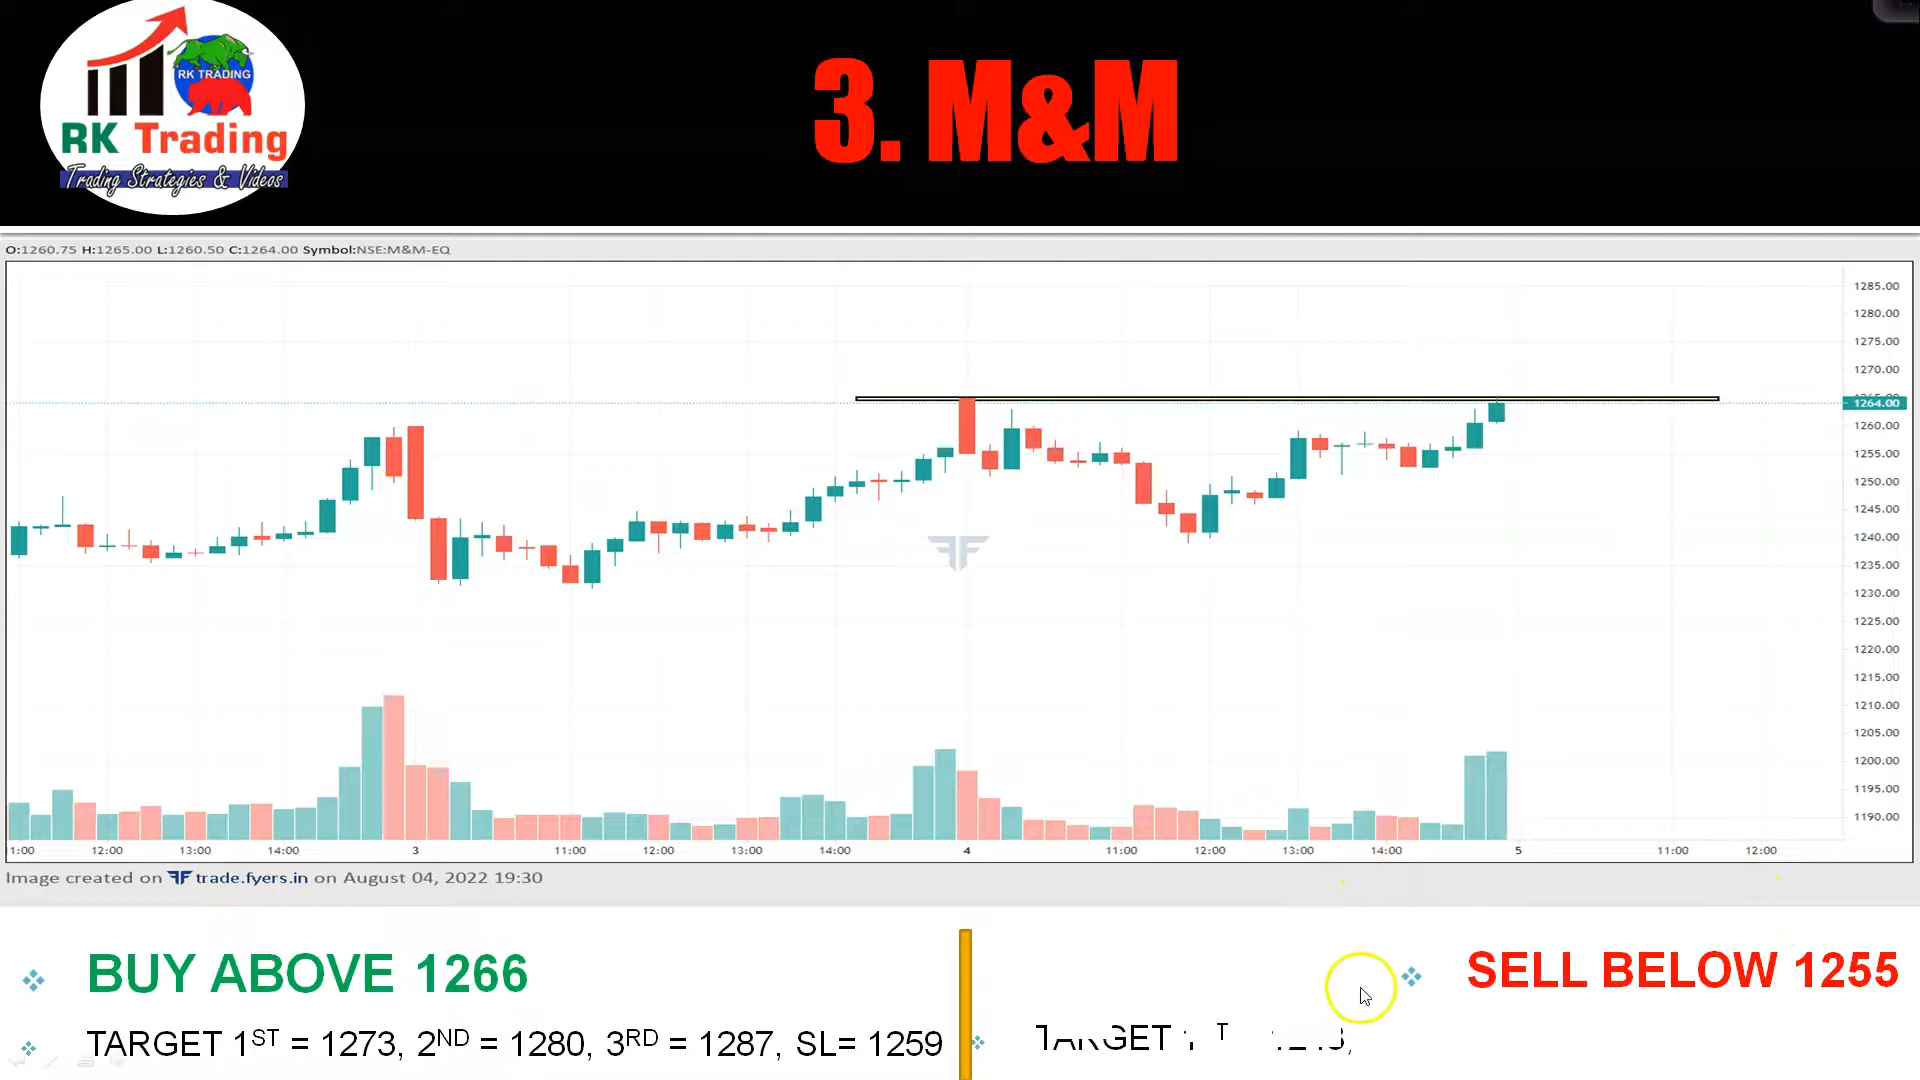 RK TRADING
RK Trading
Trading Strategies & Videos
3. M&M
O:1260.75 H:1265.00 L:1260.50 C:1264.00 Symbol:NSE:M&M-EQ
1285.00
1280.00
1275.00
1270.00
1264.00
1260.00
1255.00
1250.00
1245.00
1240.00
1235.00
1230.00
1225.00
1220.00
1215.00
1210.00
1205.00
1200.00
1195.00
1190.00
12:00 13:00 14:00 3 11:00 12:00 13:00 14:00 4 11:00 12:00 13:00 14:00 5 11:00 12:00
Image created on trade.fyers.in on August 04, 2022 19:30
BUY ABOVE 1266
SELL BELOW 1255
TARGET 1ST = 1273, 2ND = 1280, 3RD = 1287, SL= 1259
TARGET